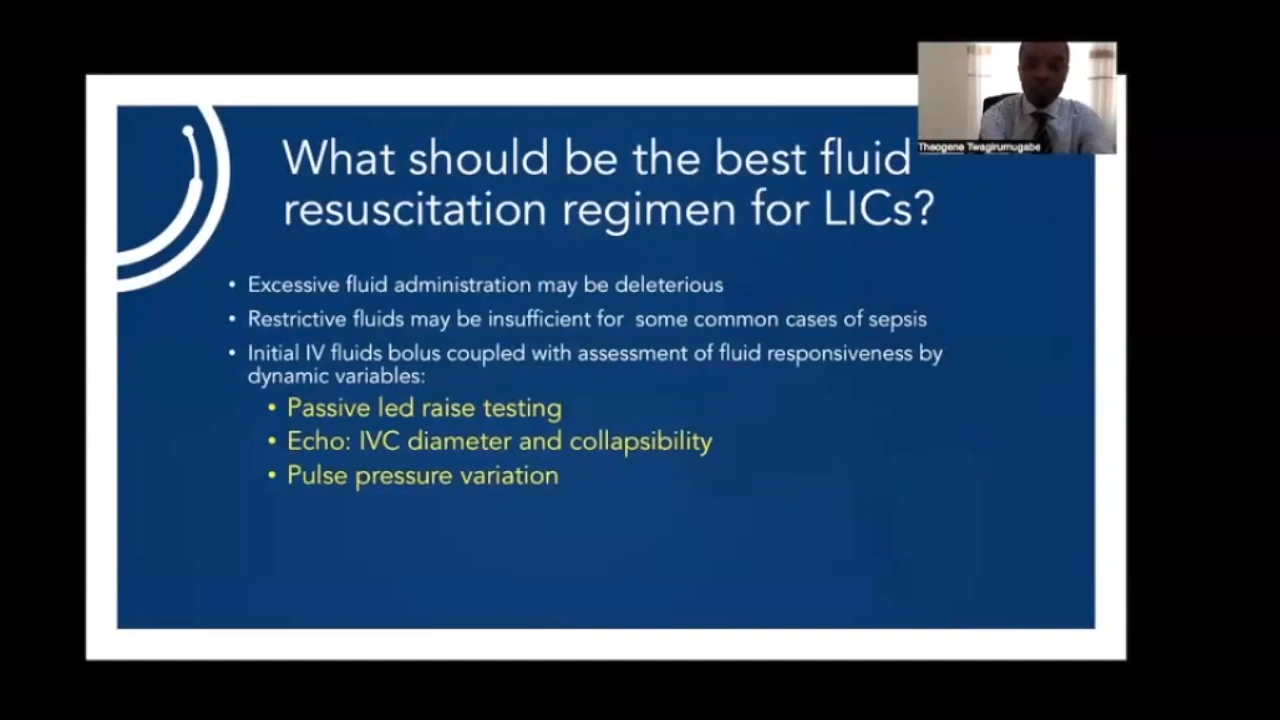 What should be the best fluid
resuscitation regimen for LICs?
Theogene Twagirumugabe
• Excessive fluid administration may be deleterious
• Restrictive fluids may be insufficient for  some common cases of sepsis
• Initial IV fluids bolus coupled with assessment of fluid responsiveness by
dynamic variables:
• Passive led raise testing
• Echo: IVC diameter and collapsibility
• Pulse pressure variation